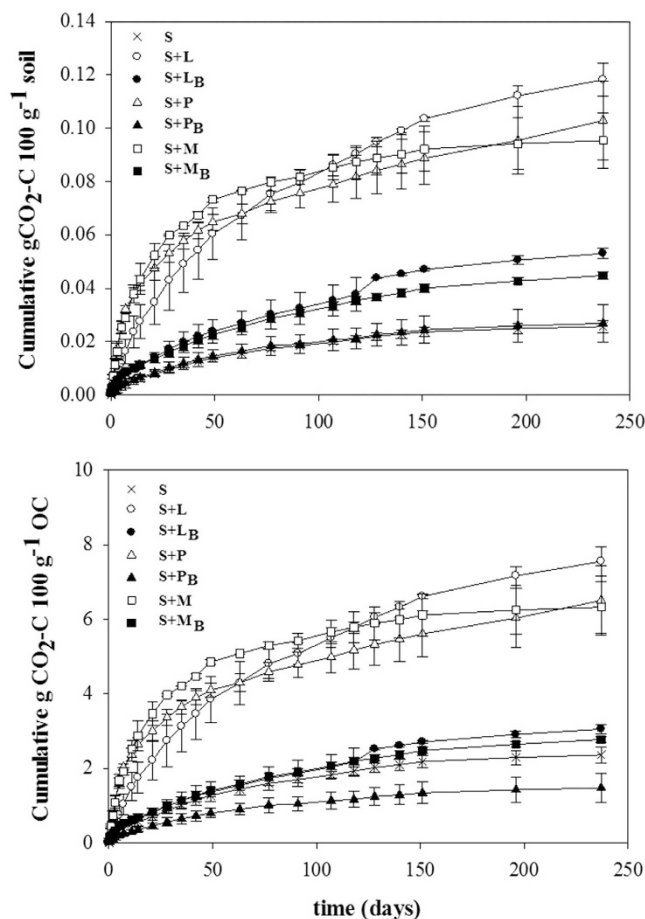 Cumulative gCO₂-C 100 g⁻¹ soil
0.14
0.12
0.10
0.08
0.06
0.04
0.02
0.00
S
S+L
S+L_B
S+P
S+P_B
S+M
S+M_B
0 50 100 150 200 250
Cumulative g CO₂-C 100 g⁻¹ OC
10
8
6
4
2
0
S
S+L
S+L_B
S+P
S+P_B
S+M
S+M_B
0 50 100 150 200 250
time (days)